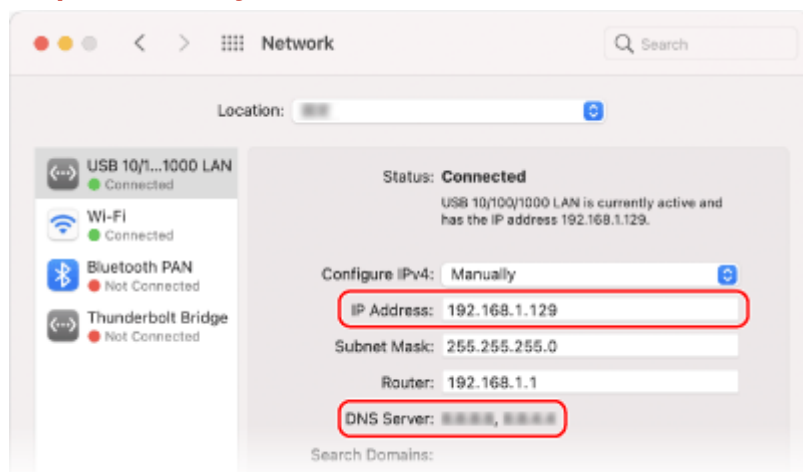 Network
Search
Location:
USB 10/1...1000 LAN
Connected
Wi-Fi
Connected
Bluetooth PAN
Not Connected
Thunderbolt Bridge
Not Connected
Status: Connected
USB 10/100/1000 LAN is currently active and
has the IP address 192.168.1.129.
Configure IPv4: Manually
IP Address: 192.168.1.129
Subnet Mask: 255.255.255.0
Router: 192.168.1.1
DNS Server:
Search Domains: